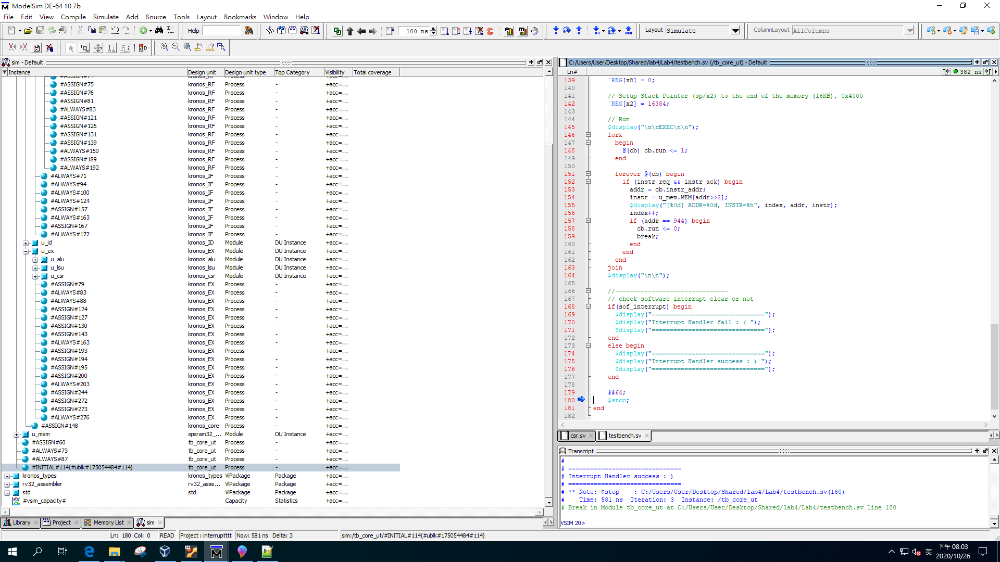 ModelSim DE-64 10.7b
File Edit View Compile Simulate Add Source Tools Layout Bookmarks Window Help
Help 100 ns Layout Simulate ColumnLayout AllColumns
sim - Default
Instance Design unit Design unit type Top Category Visibility Total coverage
#ASSIGN#75 kronos_RF Process - +acc=...
#ASSIGN#76 kronos_RF Process - +acc=...
#ASSIGN#81 kronos_RF Process - +acc=...
#ALWAYS#83 kronos_RF Process - +acc=...
#ASSIGN#121 kronos_RF Process - +acc=...
#ASSIGN#126 kronos_RF Process - +acc=...
#ASSIGN#131 kronos_RF Process - +acc=...
#ASSIGN#139 kronos_RF Process - +acc=...
#ALWAYS#150 kronos_RF Process - +acc=...
#ASSIGN#189 kronos_RF Process - +acc=...
#ALWAYS#192 kronos_RF Process - +acc=...
#ALWAYS#71 kronos_IF Process - +acc=...
#ALWAYS#94 kronos_IF Process - +acc=...
#ALWAYS#100 kronos_IF Process - +acc=...
#ALWAYS#124 kronos_IF Process - +acc=...
#ASSIGN#157 kronos_IF Process - +acc=...
#ALWAYS#163 kronos_IF Process - +acc=...
#ASSIGN#167 kronos_IF Process - +acc=...
#ALWAYS#172 kronos_IF Process - +acc=...
u_id kronos_ID Module DU Instance +acc=...
u_ex kronos_EX Module DU Instance +acc=...
u_alu kronos_alu Module DU Instance +acc=...
u_lsu kronos_lsu Module DU Instance +acc=...
u_csr kronos_csr Module DU Instance +acc=...
#ASSIGN#79 kronos_EX Process - +acc=...
#ALWAYS#83 kronos_EX Process - +acc=...
#ALWAYS#88 kronos_EX Process - +acc=...
#ASSIGN#124 kronos_EX Process - +acc=...
#ASSIGN#127 kronos_EX Process - +acc=...
#ASSIGN#130 kronos_EX Process - +acc=...
#ASSIGN#143 kronos_EX Process - +acc=...
#ALWAYS#163 kronos_EX Process - +acc=...
#ASSIGN#193 kronos_EX Process - +acc=...
#ASSIGN#194 kronos_EX Process - +acc=...
#ASSIGN#195 kronos_EX Process - +acc=...
#ASSIGN#200 kronos_EX Process - +acc=...
#ALWAYS#203 kronos_EX Process - +acc=...
#ASSIGN#244 kronos_EX Process - +acc=...
#ASSIGN#272 kronos_EX Process - +acc=...
#ASSIGN#273 kronos_EX Process - +acc=...
#ALWAYS#276 kronos_EX Process - +acc=...
#ASSIGN#148 kronos_core Process - +acc=...
u_mem spsram32_... Module DU Instance +acc=...
#ASSIGN#60 tb_core_ut Process - +acc=...
#ALWAYS#73 tb_core_ut Process - +acc=...
#ALWAYS#87 tb_core_ut Process - +acc=...
#INITIAL#114(#ublk#175054484#114) tb_core_ut Process - +acc=...
kronos_types kronos_types VlPackage Package +acc=...
rv32_assembler rv32_asse... VlPackage Package +acc=...
std std VlPackage Package +acc=...
#vsim_capacity# Capacity Statistics +acc=...
Library Project Memory List sim
C:/Users/User/Desktop/Shared/lab4/Lab4/testbench.sv (/tb_core_ut) - Default
Ln# 382 ns
139 `REG[x8] = 0;
140
141 // Setup Stack Pointer (sp/x2) to the end of the memory (16KB), 0x4000
142 `REG[x2] = 16384;
143
144 // Run
145 $display("\n\nEXEC\n\n");
146 fork
147 begin
148 @(cb) cb.run <= 1;
149 end
150
151 forever @(cb) begin
152 if (instr_req && instr_ack) begin
153 addr = cb.instr_addr;
154 instr = u_mem.MEM[addr>>2];
155 $display("[%0d] ADDR=%0d, INSTR=%h", index, addr, instr);
156 index++;
157 if (addr == 944) begin
158 cb.run <= 0;
159 break;
160 end
161 end
162 end
163 join
164 $display("\n\n");
165
166 //-------------------------------
167 // check software interrupt clear or not
168 if(sof_interrupt) begin
169 $display("===============================");
170 $display("Interrupt Handler fail : ( ");
171 $display("===============================");
172 end
173 else begin
174 $display("===============================");
175 $display("Interrupt Handler success : ) ");
176 $display("===============================");
177 end
178
179 ##64;
180 $stop;
181 end
182
csr.sv testbench.sv
Transcript
#
# ===============================
# Interrupt Handler success : )
# ===============================
# ** Note: $stop : C:/Users/User/Desktop/Shared/lab4/Lab4/testbench.sv(180)
# Time: 581 ns Iteration: 3 Instance: /tb_core_ut
# Break in Module tb_core_ut at C:/Users/User/Desktop/Shared/lab4/Lab4/testbench.sv line 180
VSIM 20>
Ln: 180 Col: 0 READ Project : interrupttt Now: 581 ns Delta: 3 sim:/tb_core_ut/#INITIAL#114(#ublk#175054484#114)
英 下午 08:03
2020/10/26